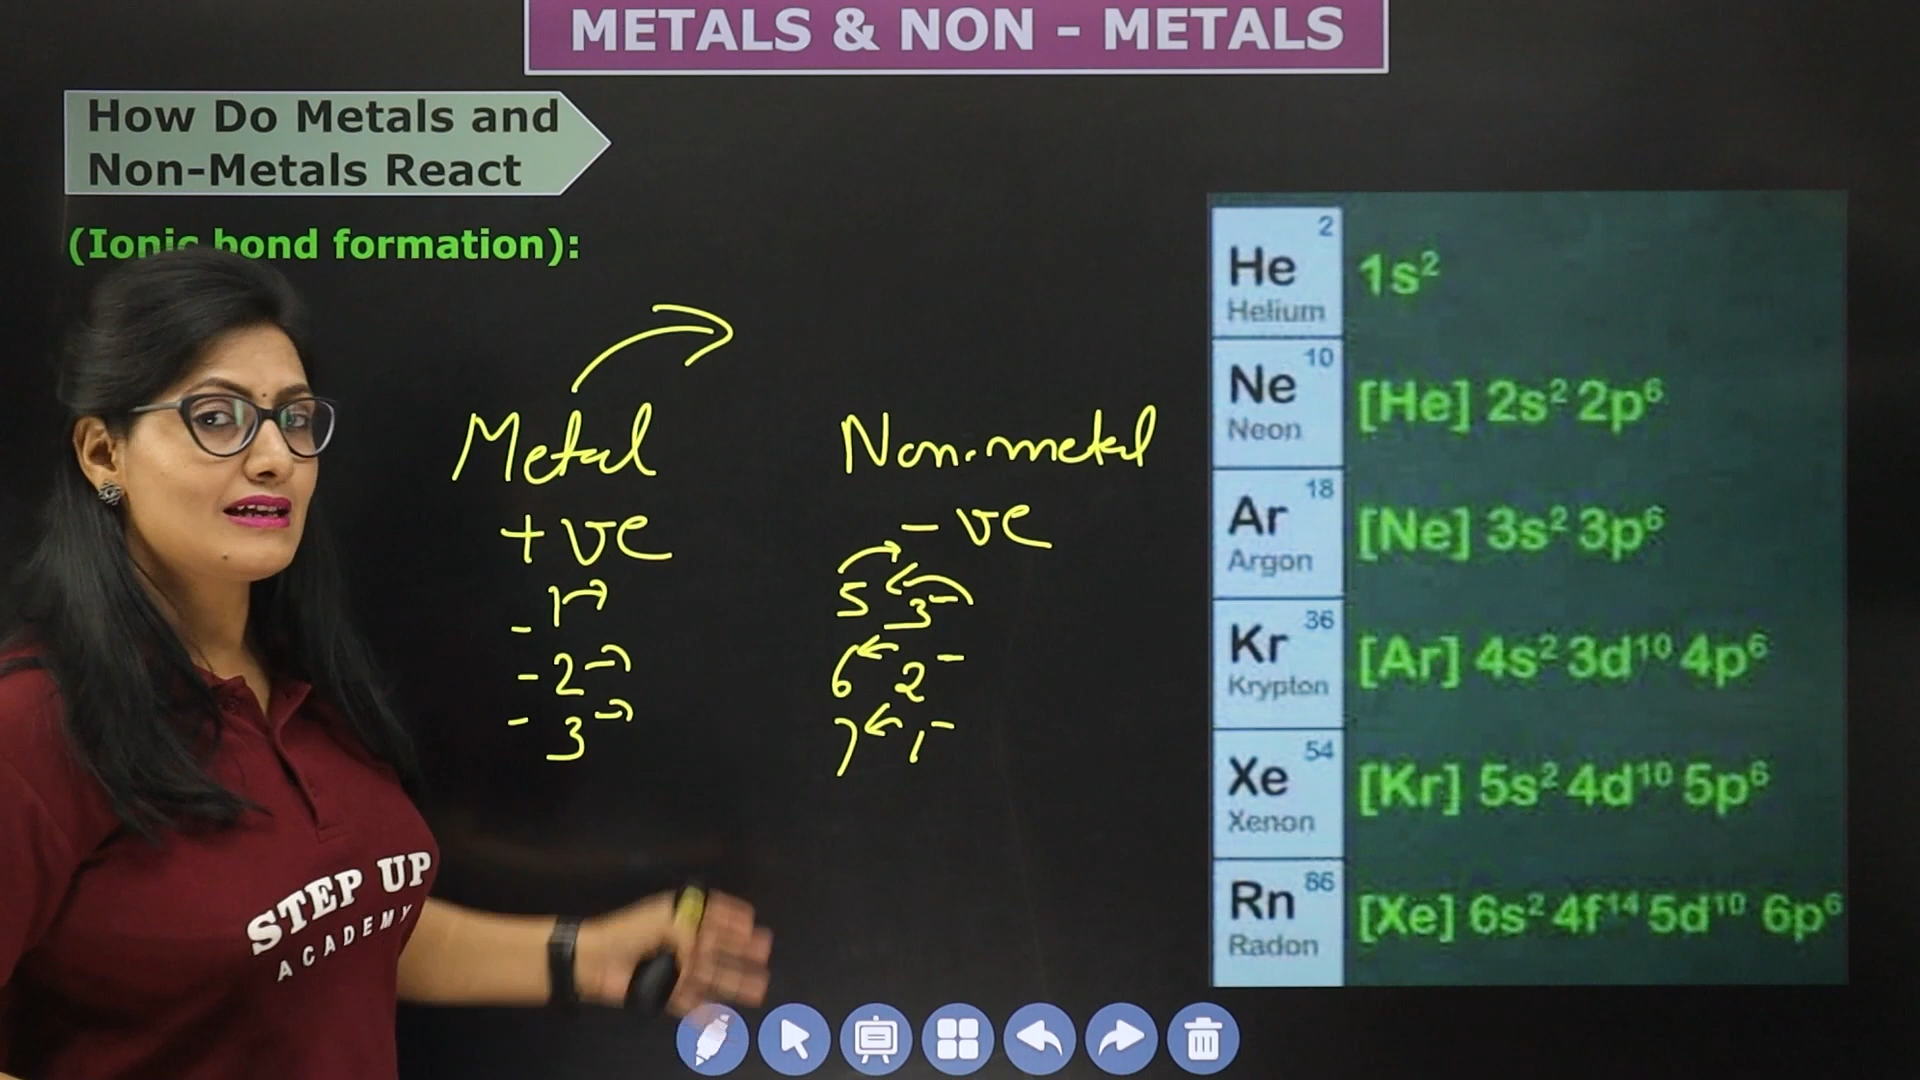 METALS & NON - METALS
How Do Metals and
Non-Metals React
(Ionic bond formation):
Metal
Non-metal
+ve
-ve
- 1
5 3-
- 2
6 2-
- 3
7 1-
2
He
Helium
1s²
10
Ne
Neon
[He] 2s² 2p⁶
18
Ar
Argon
[Ne] 3s² 3p⁶
36
Kr
Krypton
[Ar] 4s² 3d¹⁰ 4p⁶
54
Xe
Xenon
[Kr] 5s² 4d¹⁰ 5p⁶
86
Rn
Radon
[Xe] 6s² 4f¹⁴ 5d¹⁰ 6p⁶
STEP UP
ACADEMY